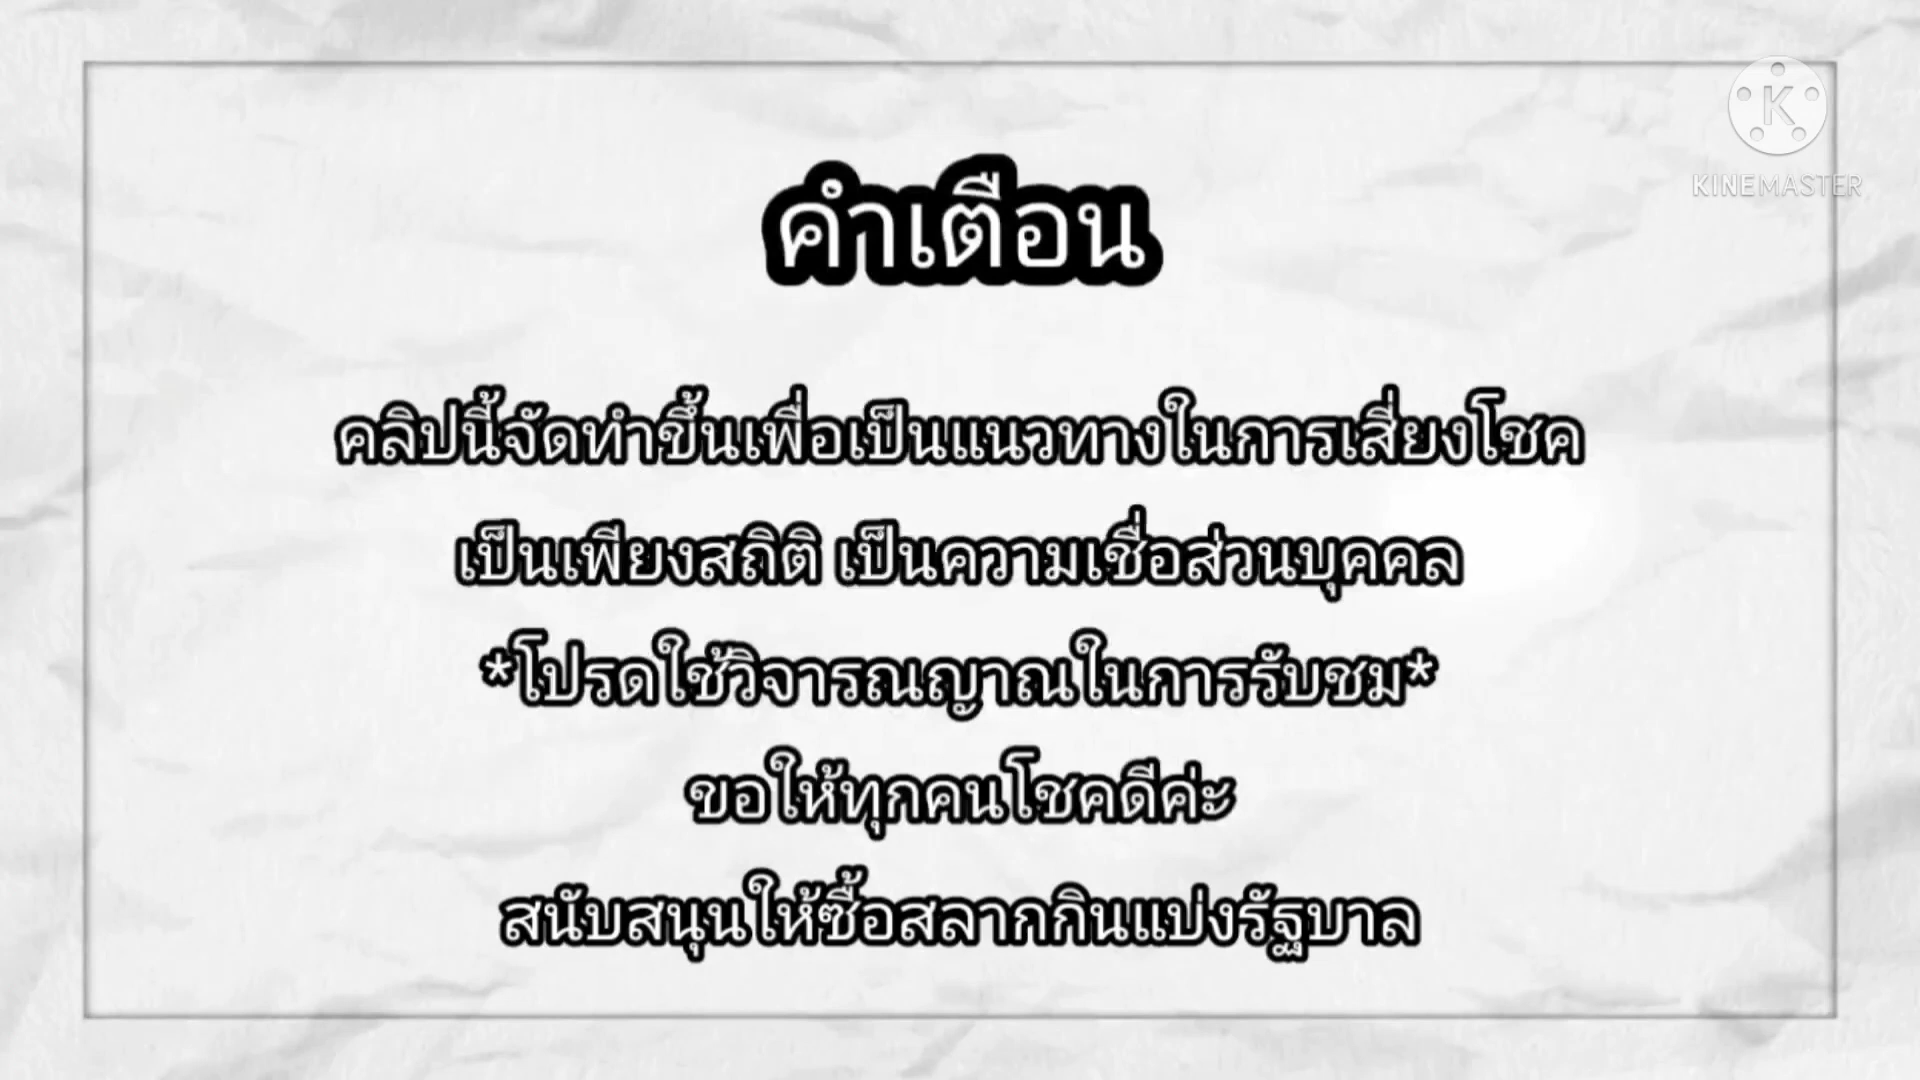 KINEMASTER
คำเตือน
คลิปนี้จัดทำขึ้นเพื่อเป็นแนวทางในการเสี่ยงโชค
เป็นเพียงสถิติ เป็นความเชื่อส่วนบุคคล
*โปรดใช้วิจารณญาณในการรับชม*
ขอให้ทุกคนโชคดีค่ะ
สนับสนุนให้ซื้อสลากกินแบ่งรัฐบาล